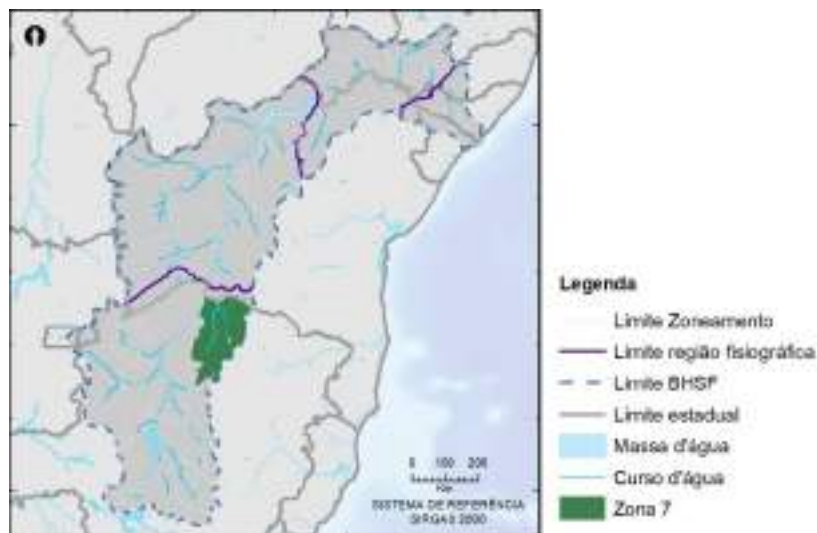 Legenda
Limite Zoneamento
Limite região fisiográfica
Limite BHSF
Limite estadual
Massa d'água
Curso d'água
Zona 7
0 100 200
Km
SISTEMA DE REFERÊNCIA
SIRGAS 2000